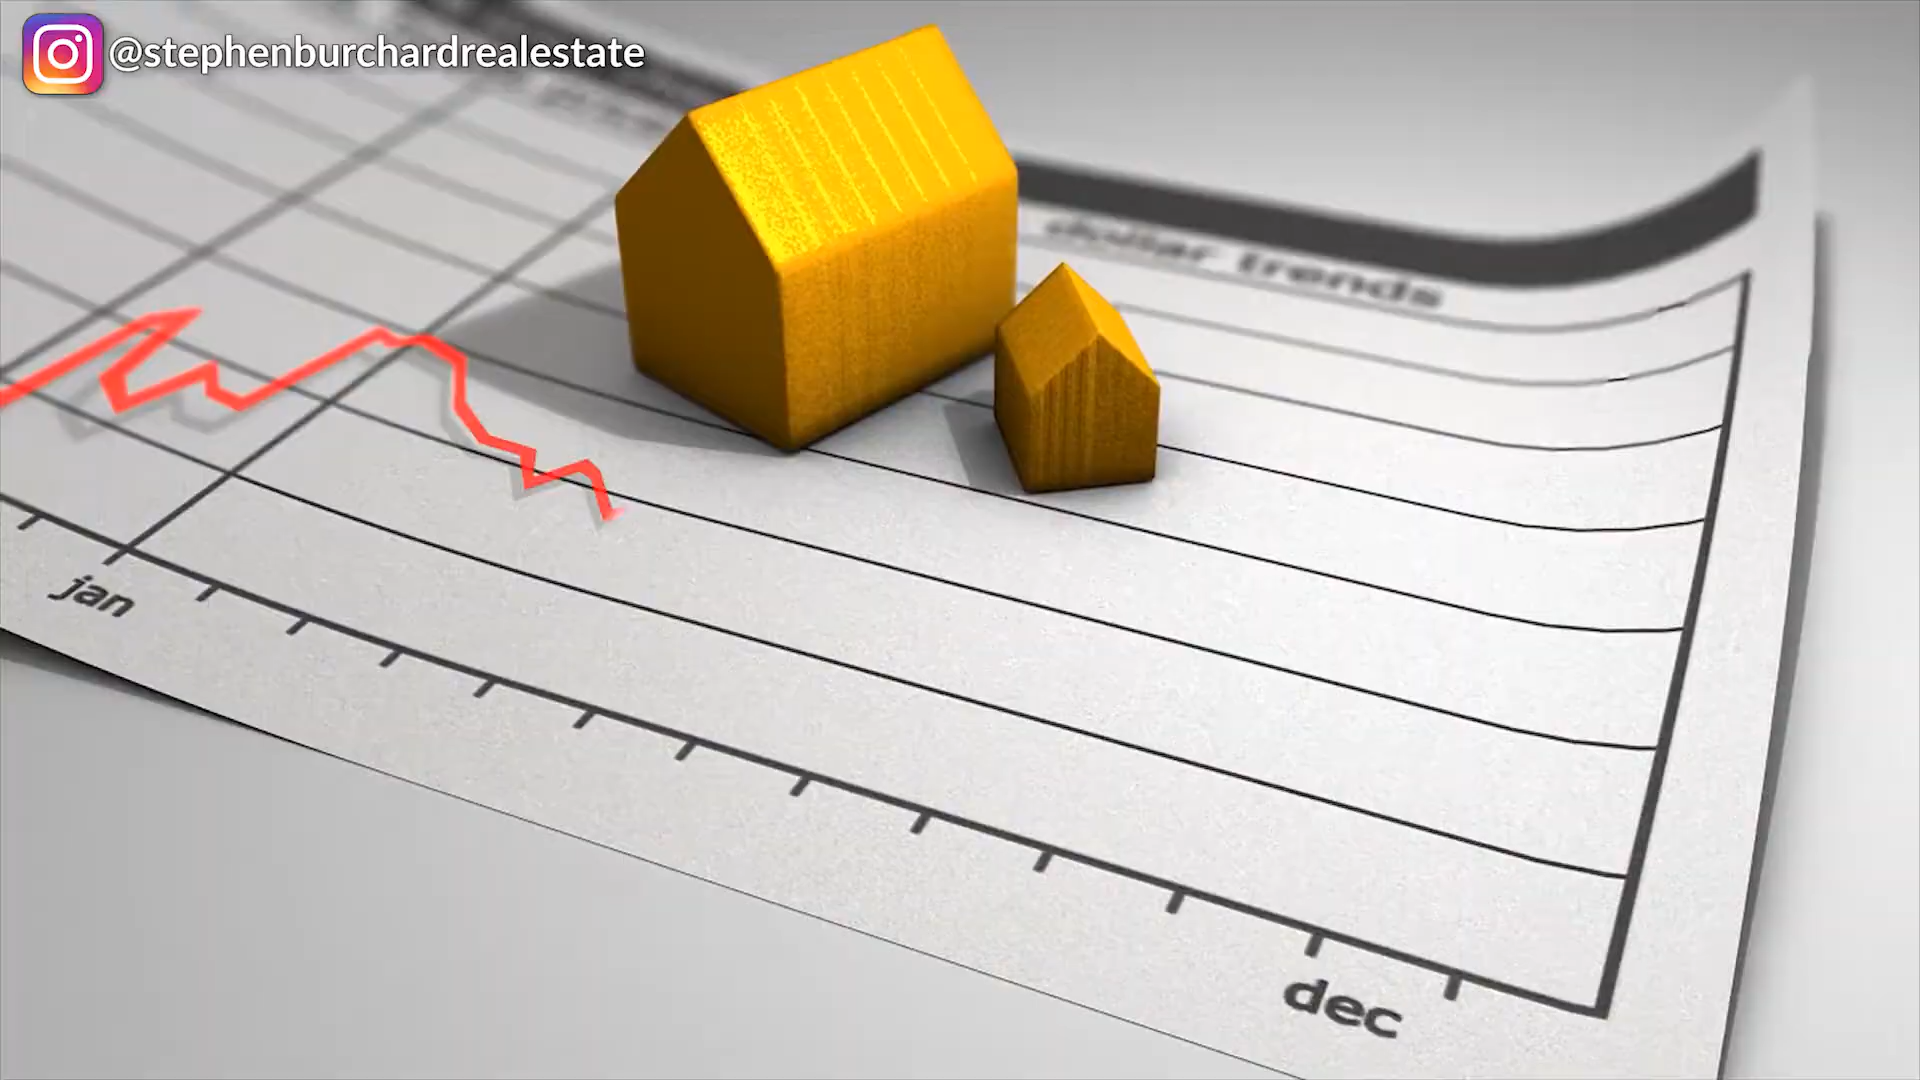 @stephenburchardrealestate
dollar trends
jan
dec